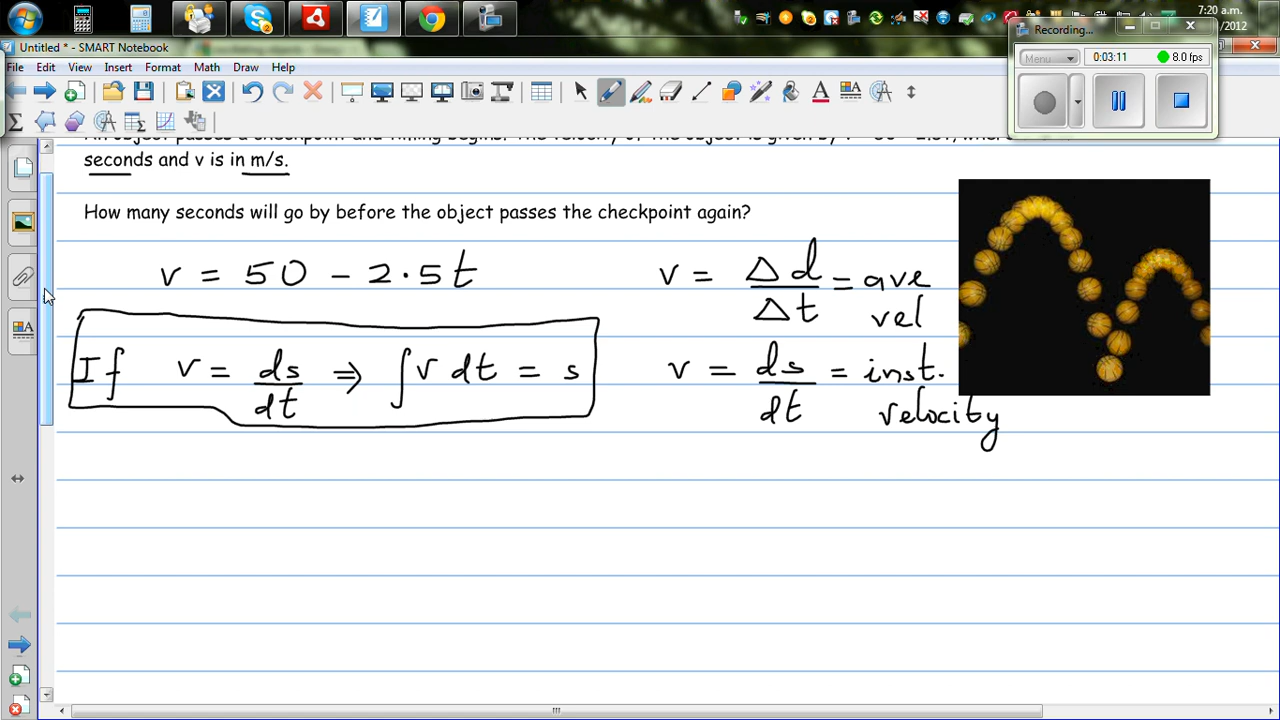 7:20 a.m.
/2012
Untitled * - SMART Notebook
Recording...
File Edit View Insert Format Math Draw Help
Menu 0:03:11 8.0 fps
seconds and v is in m/s.
How many seconds will go by before the object passes the checkpoint again?
v = 50 - 2.5t
v = Δd/Δt = ave vel
If v = ds/dt ⇒ ∫v dt = s
v = ds/dt = inst. velocity